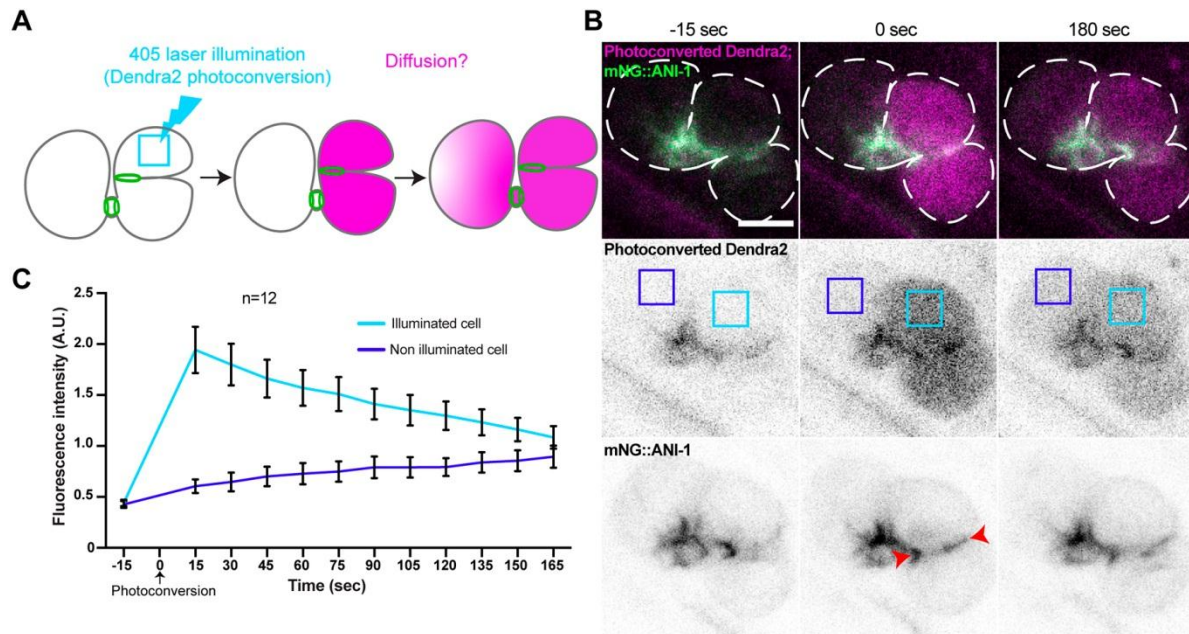 A
405 laser illumination
(Dendra2 photoconversion)
Diffusion?
B
-15 sec
0 sec
180 sec
Photoconverted Dendra2;
mNG::ANI-1
Photoconverted Dendra2
mNG::ANI-1
C
n=12
Illuminated cell
Non illuminated cell
Fluorescence intensity (A.U.)
2.5
2.0
1.5
1.0
0.5
0
-15 0 15 30 45 60 75 90 105 120 135 150 165
Photoconversion
Time (sec)